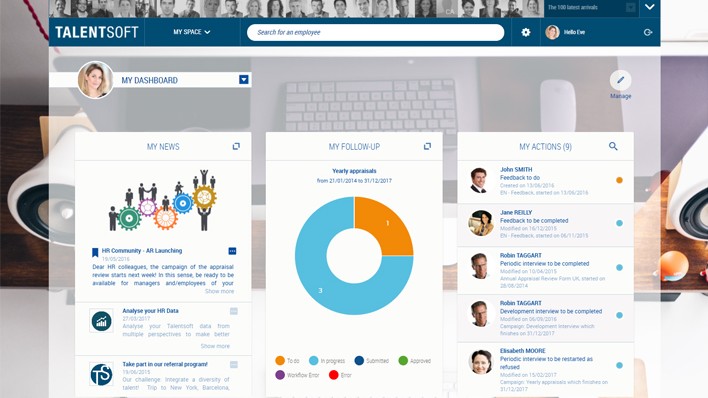 The 100 latest arrivals
TALENTSOFT
MY SPACE
Search for an employee
Hello Eve
MY DASHBOARD
Manage
MY NEWS
HR Community - AR Launching
18/05/2016
Dear HR colleagues, the campaign of the appraisal
review starts next week! In this sense, be ready to be
available for managers and/employees of your
Show more
Analyse your HR Data
27/03/2017
Analyse your Talentsoft data from
multiple perspectives to make better
Show more
TS
Take part in our referral program!
19/06/2015
Our challenge: Integrate a diversity of
talent! Trip to New York, Barcelona,
MY FOLLOW-UP
Yearly appraisals
from 21/01/2014 to 31/12/2017
1
3
To do
In progress
Submitted
Approved
Workflow Error
Error
MY ACTIONS (9)
John SMITH
Feedback to do
Created on 13/06/2016
EN - Feedback, started on 13/06/2016
Jane REILLY
Feedback to be completed
Modified on 16/12/2015
EN - Feedback, started on 06/11/2015
Robin TAGGART
Periodic interview to be completed
Modified on 10/04/2015
Annual Appraisal Review Form UK, started on
28/08/2014
Robin TAGGART
Development interview to be completed
Modified on 06/09/2016
Campaign: Development interview which
finishes on 31/12/2017
Elisabeth MOORE
Periodic interview to be restarted as
refused
Modified on 15/02/2017
Campaign: Yearly appraisals which finishes on
31/12/2017